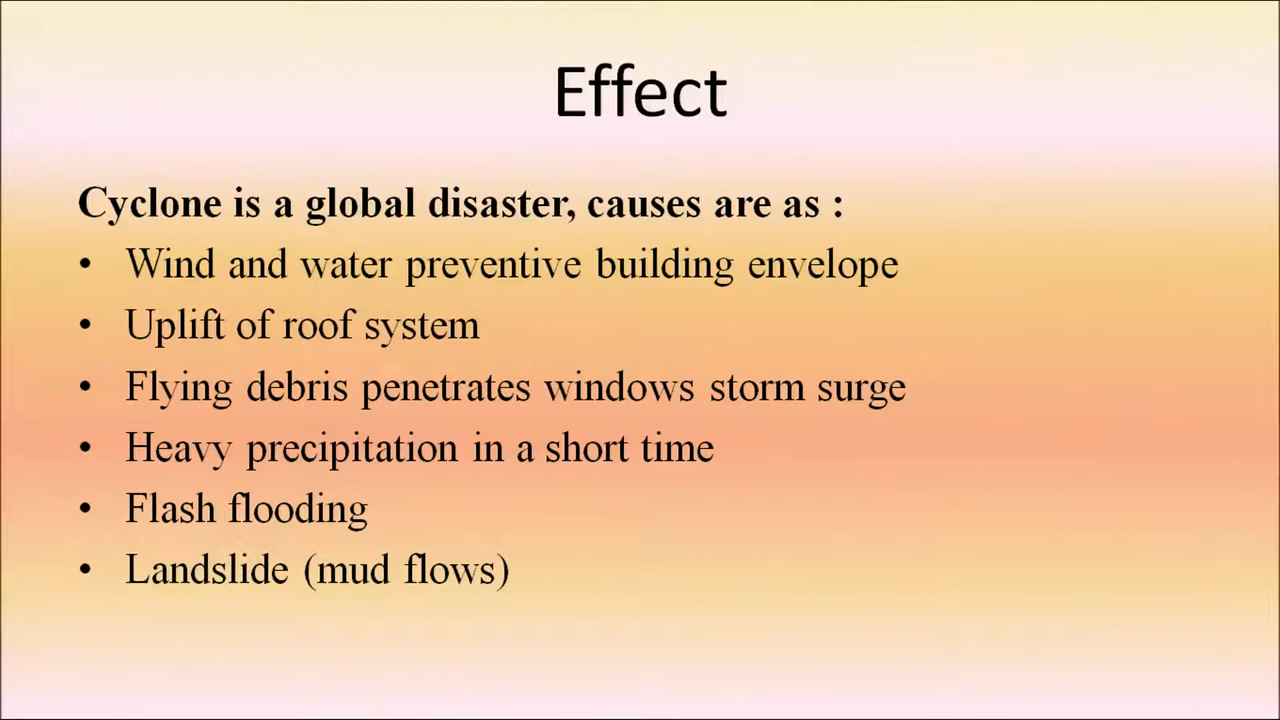 Effect
Cyclone is a global disaster, causes are as :
• Wind and water preventive building envelope
• Uplift of roof system
• Flying debris penetrates windows storm surge
• Heavy precipitation in a short time
• Flash flooding
• Landslide (mud flows)